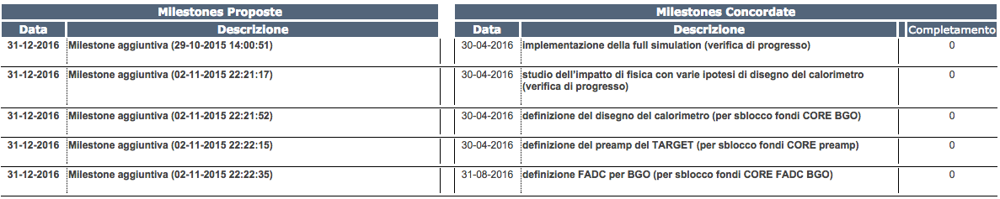 Milestones Proposte Milestones Concordate
Data Descrizione Data Descrizione Completamento
31-12-2016 Milestone aggiuntiva (29-10-2015 14:00:51) 30-04-2016 implementazione della full simulation (verifica di progresso) 0
31-12-2016 Milestone aggiuntiva (02-11-2015 22:21:17) 30-04-2016 studio dell'impatto di fisica con varie ipotesi di disegno del calorimetro 0
(verifica di progresso)
31-12-2016 Milestone aggiuntiva (02-11-2015 22:21:52) 30-04-2016 definizione del disegno del calorimetro (per sblocco fondi CORE BGO) 0
31-12-2016 Milestone aggiuntiva (02-11-2015 22:22:15) 30-04-2016 definizione del preamp del TARGET (per sblocco fondi CORE preamp) 0
31-12-2016 Milestone aggiuntiva (02-11-2015 22:22:35) 31-08-2016 definizione FADC per BGO (per sblocco fondi CORE FADC BGO) 0